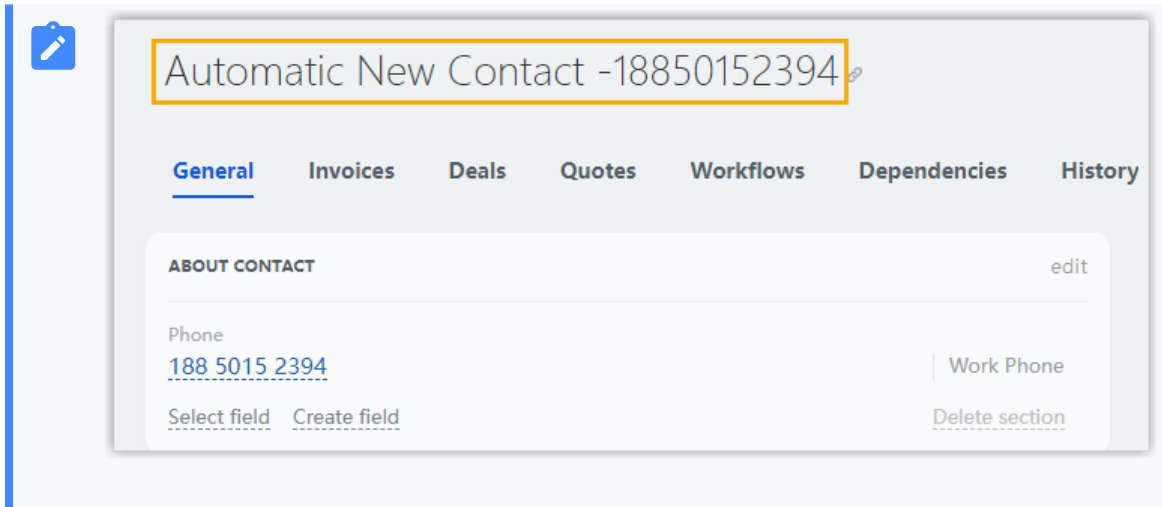 Automatic New Contact -18850152394
General Invoices Deals Quotes Workflows Dependencies History
ABOUT CONTACT edit
Phone
188 5015 2394 Work Phone
Select field Create field Delete section